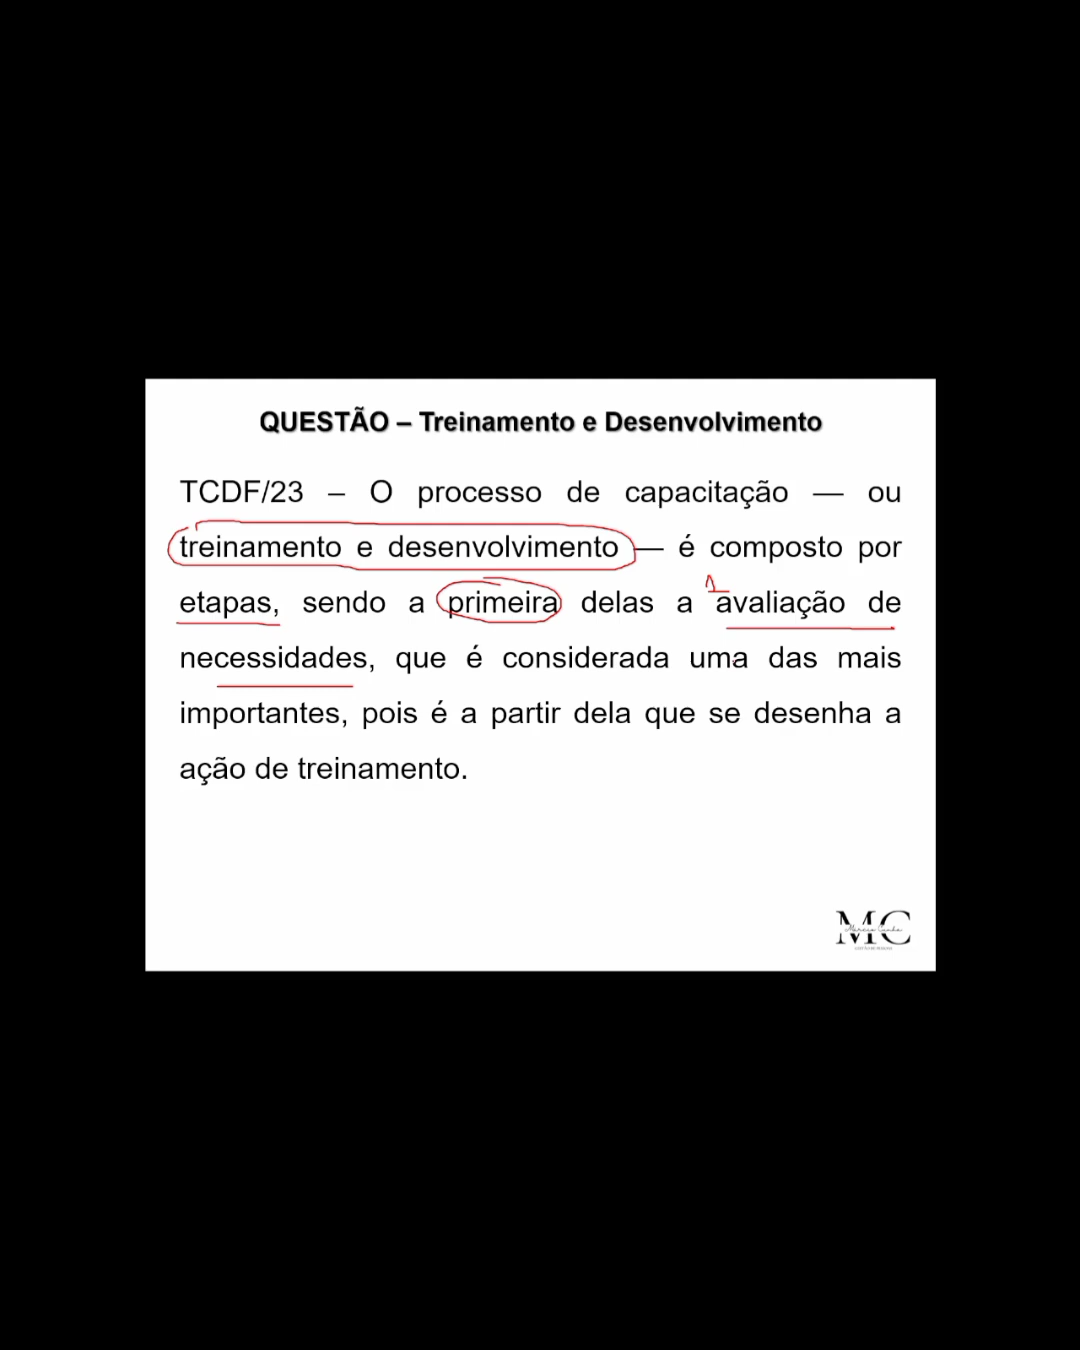 QUESTÃO – Treinamento e Desenvolvimento
TCDF/23 – O processo de capacitação — ou
treinamento e desenvolvimento — é composto por
etapas, sendo a primeira delas a avaliação de
necessidades, que é considerada uma das mais
importantes, pois é a partir dela que se desenha a
ação de treinamento.
1
MC